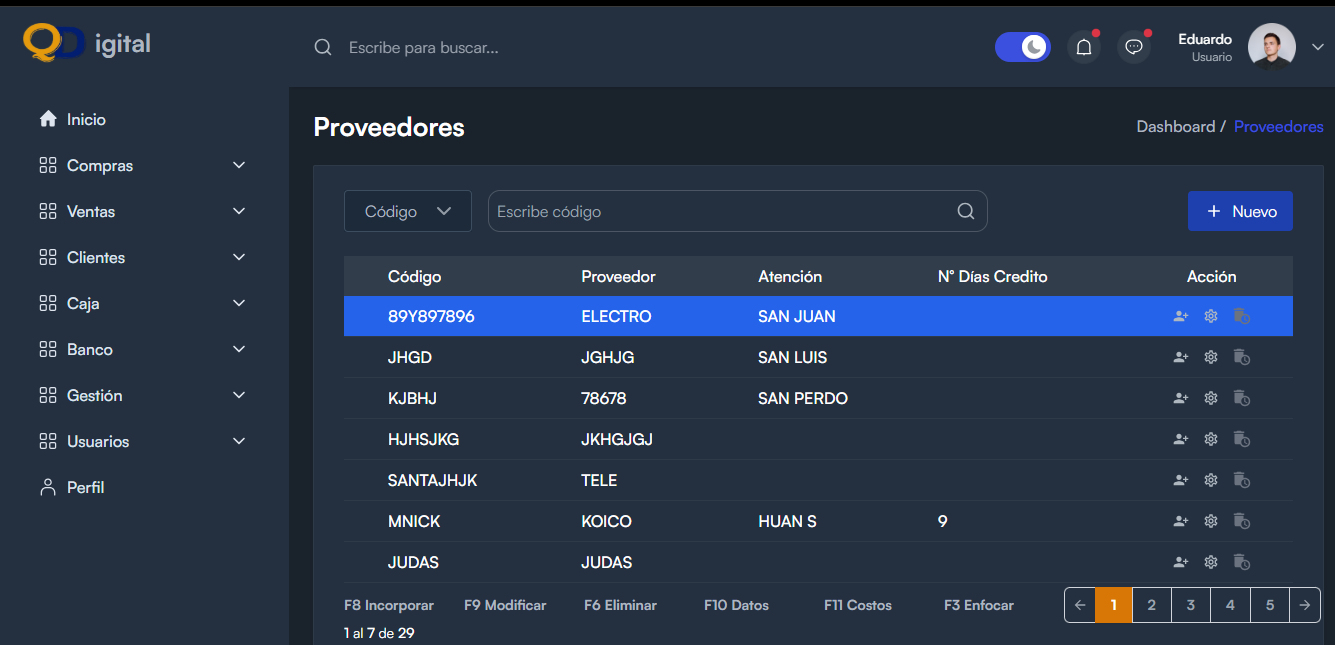 QD igital
Escribe para buscar...
Eduardo
Usuario
Inicio
Compras
Ventas
Clientes
Caja
Banco
Gestión
Usuarios
Perfil
Proveedores
Dashboard / Proveedores
Código
Escribe código
+ Nuevo
Código Proveedor Atención N° Días Credito Acción
89Y897896 ELECTRO SAN JUAN
JHGD JGHJG SAN LUIS
KJBHJ 78678 SAN PERDO
HJHSJKG JKHGJGJ
SANTAJHJK TELE
MNICK KOICO HUAN S 9
JUDAS JUDAS
F8 Incorporar F9 Modificar F6 Eliminar F10 Datos F11 Costos F3 Enfocar
← 1 2 3 4 5 →
1 al 7 de 29